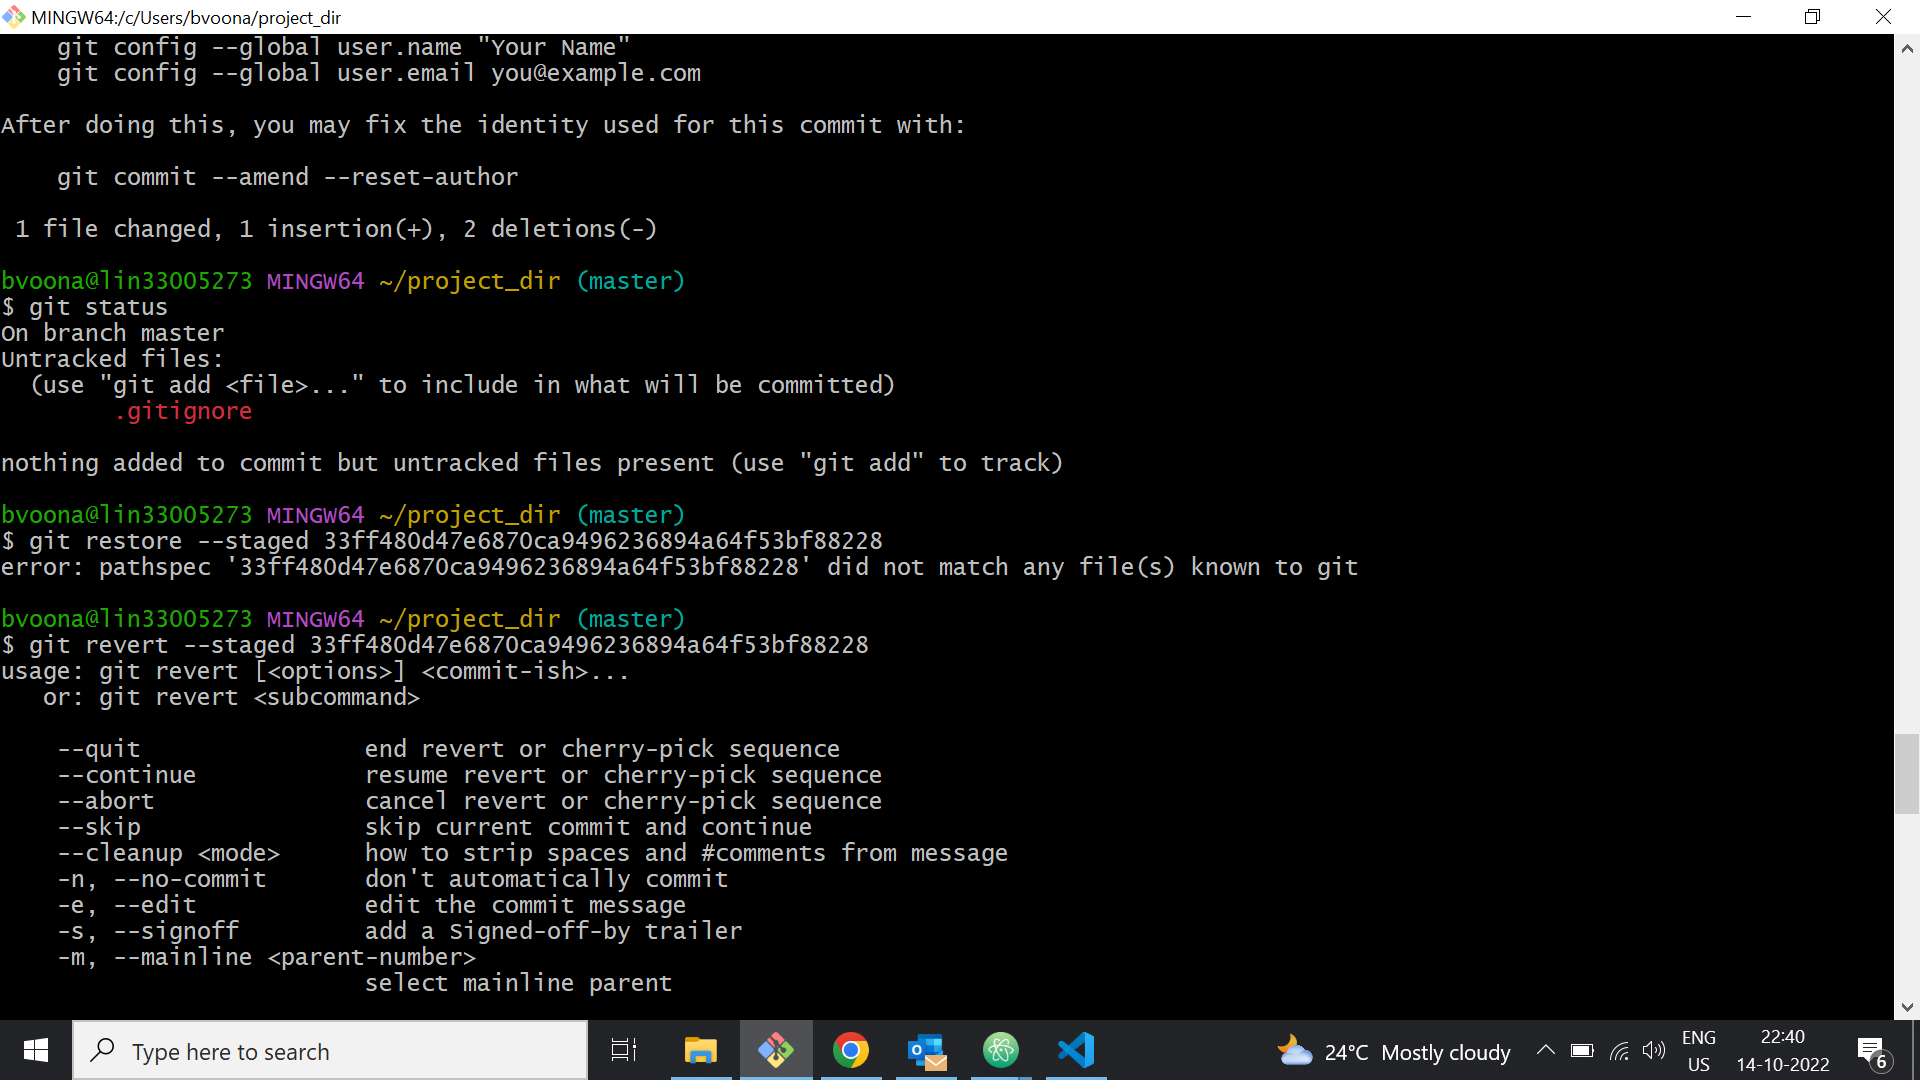 MINGW64:/c/Users/bvoona/project_dir
    git config --global user.name "Your Name"
    git config --global user.email you@example.com

After doing this, you may fix the identity used for this commit with:

    git commit --amend --reset-author

 1 file changed, 1 insertion(+), 2 deletions(-)

bvoona@lin33005273 MINGW64 ~/project_dir (master)
$ git status
On branch master
Untracked files:
  (use "git add <file>..." to include in what will be committed)
        .gitignore

nothing added to commit but untracked files present (use "git add" to track)

bvoona@lin33005273 MINGW64 ~/project_dir (master)
$ git restore --staged 33ff480d47e6870ca9496236894a64f53bf88228
error: pathspec '33ff480d47e6870ca9496236894a64f53bf88228' did not match any file(s) known to git

bvoona@lin33005273 MINGW64 ~/project_dir (master)
$ git revert --staged 33ff480d47e6870ca9496236894a64f53bf88228
usage: git revert [<options>] <commit-ish>...
   or: git revert <subcommand>

    --quit                end revert or cherry-pick sequence
    --continue            resume revert or cherry-pick sequence
    --abort               cancel revert or cherry-pick sequence
    --skip                skip current commit and continue
    --cleanup <mode>      how to strip spaces and #comments from message
    -n, --no-commit       don't automatically commit
    -e, --edit            edit the commit message
    -s, --signoff         add a Signed-off-by trailer
    -m, --mainline <parent-number>
                          select mainline parent
Type here to search
24°C Mostly cloudy
ENG
US
22:40
14-10-2022
6